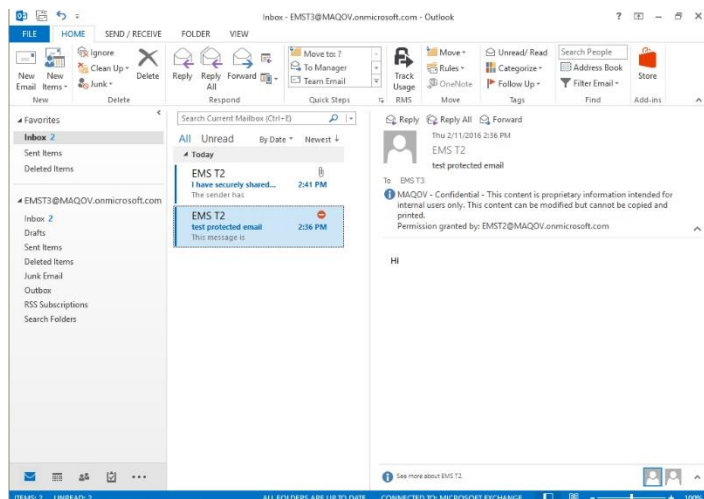 Inbox - EMST3@MAQOV.onmicrosoft.com - Outlook
FILE HOME SEND / RECEIVE FOLDER VIEW
New Email
New Items
New
Ignore
Clean Up
Junk
Delete
Delete
Reply
Reply All
Forward
Respond
Move to: ?
To Manager
Team Email
Quick Steps
Track Usage
RMS
Move
Rules
OneNote
Move
Unread/ Read
Categorize
Follow Up
Tags
Search People
Address Book
Filter Email
Find
Store
Add-ins
Favorites
Inbox 2
Sent Items
Deleted Items
EMST3@MAQOV.onmicrosoft.com
Inbox 2
Drafts
Sent Items
Deleted Items
Junk Email
Outbox
RSS Subscriptions
Search Folders
Search Current Mailbox (Ctrl+E)
All Unread By Date Newest
Today
EMS T2
I have securely shared... 2:41 PM
The sender has
EMS T2
test protected email 2:36 PM
This message is
Reply Reply All Forward
Thu 2/11/2016 2:36 PM
EMS T2
test protected email
To EMS T3
MAQOV - Confidential - This content is proprietary information intended for
internal users only. This content can be modified but cannot be copied and
printed.
Permission granted by: EMST2@MAQOV.onmicrosoft.com
Hi
See more about EMS T2.
ITEMS: 2 UNREAD: 2 ALL FOLDERS ARE UP TO DATE CONNECTED TO: MICROSOFT EXCHANGE 100%